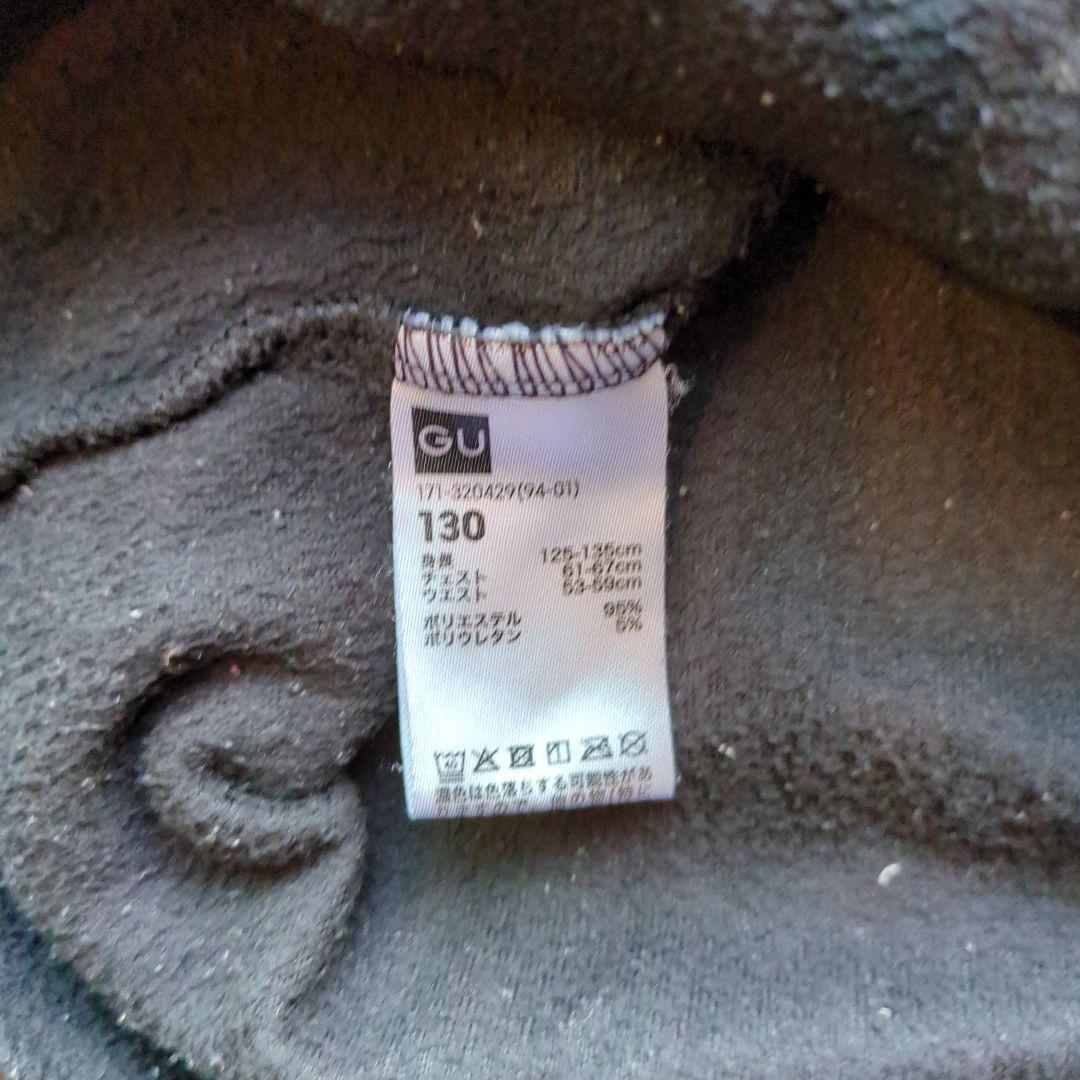 GU
171-320429(94-01)
130
身長 125-135cm
チェスト 61-67cm
ウエスト 53-59cm
ポリエステル 95%
ポリウレタン 5%
濃色は色落ちする可能性があ